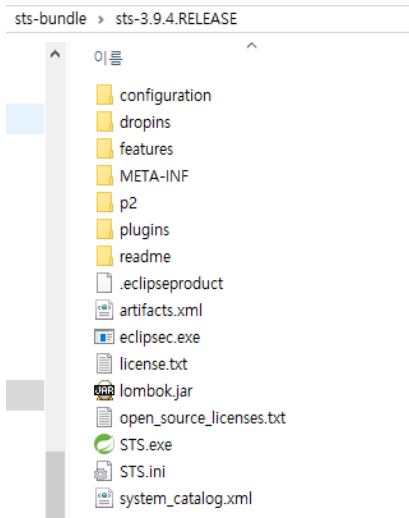 sts-bundle > sts-3.9.4.RELEASE
이름
configuration
dropins
features
META-INF
p2
plugins
readme
.eclipseproduct
artifacts.xml
eclipsec.exe
license.txt
lombok.jar
open_source_licenses.txt
STS.exe
STS.ini
system_catalog.xml